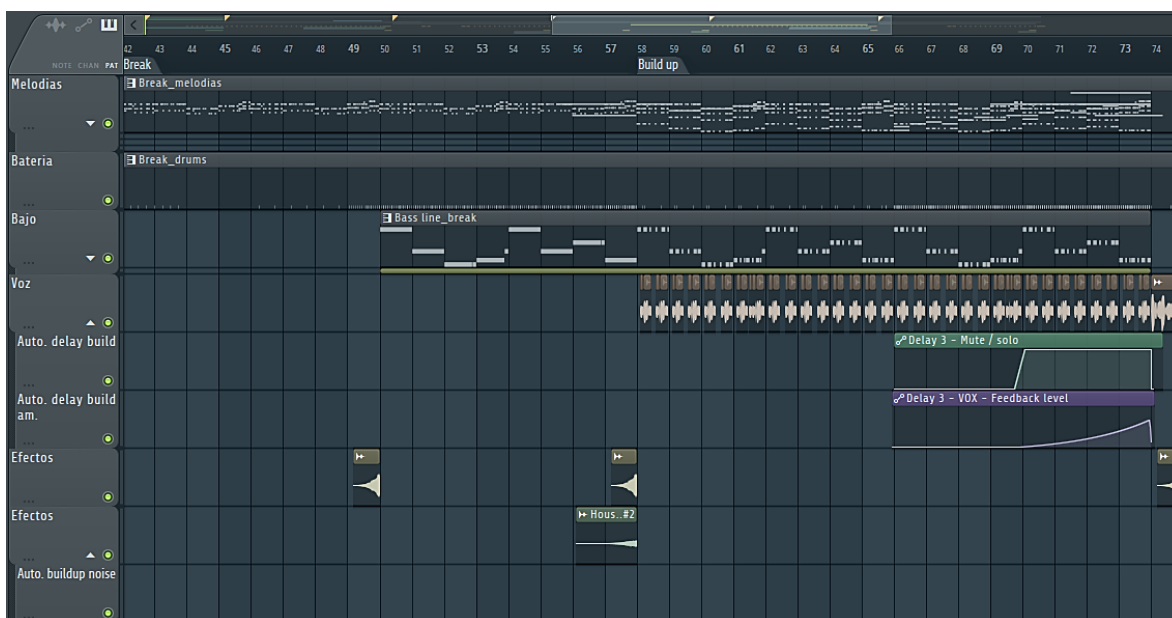 42 43 44 45 46 47 48 49 50 51 52 53 54 55 56 57 58 59 60 61 62 63 64 65 66 67 68 69 70 71 72 73 74
NOTE CHAN PAT Break Build up
Melodias Break_melodias
Bateria Break_drums
Bajo Bass line_break
Voz
Auto. delay build Delay 3 - Mute / solo
Auto. delay build
am. Delay 3 - VOX - Feedback level
Efectos
Efectos Hous..#2
Auto. buildup noise